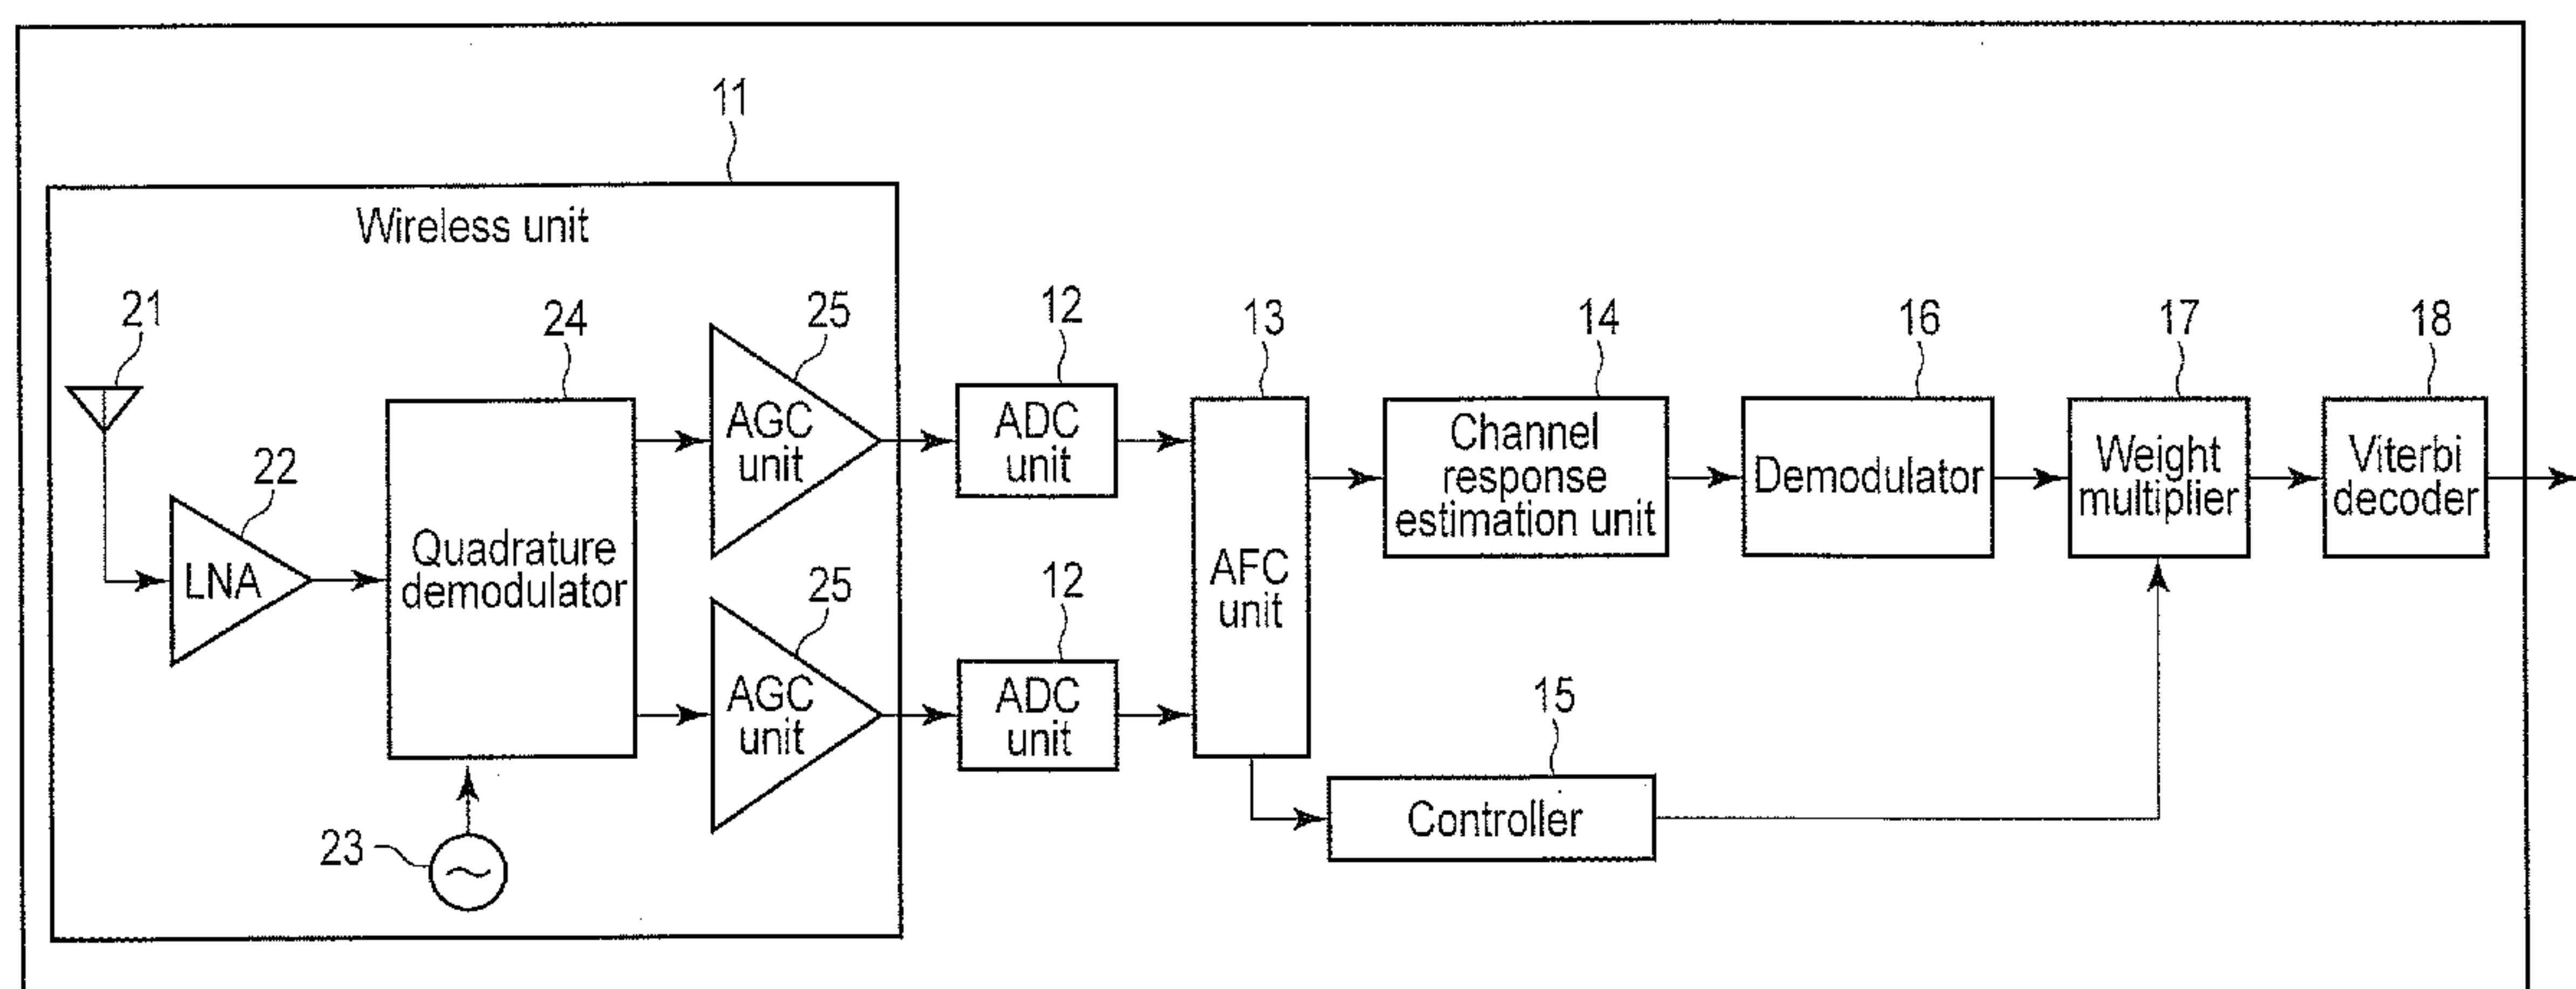 11
Wireless unit
21
22
LNA
24
Quadrature
demodulator
23
25
AGC
unit
25
AGC
unit
12
ADC
unit
12
ADC
unit
13
AFC
unit
14
Channel
response
estimation unit
15
Controller
16
Demodulator
17
Weight
multiplier
18
Viterbi
decoder